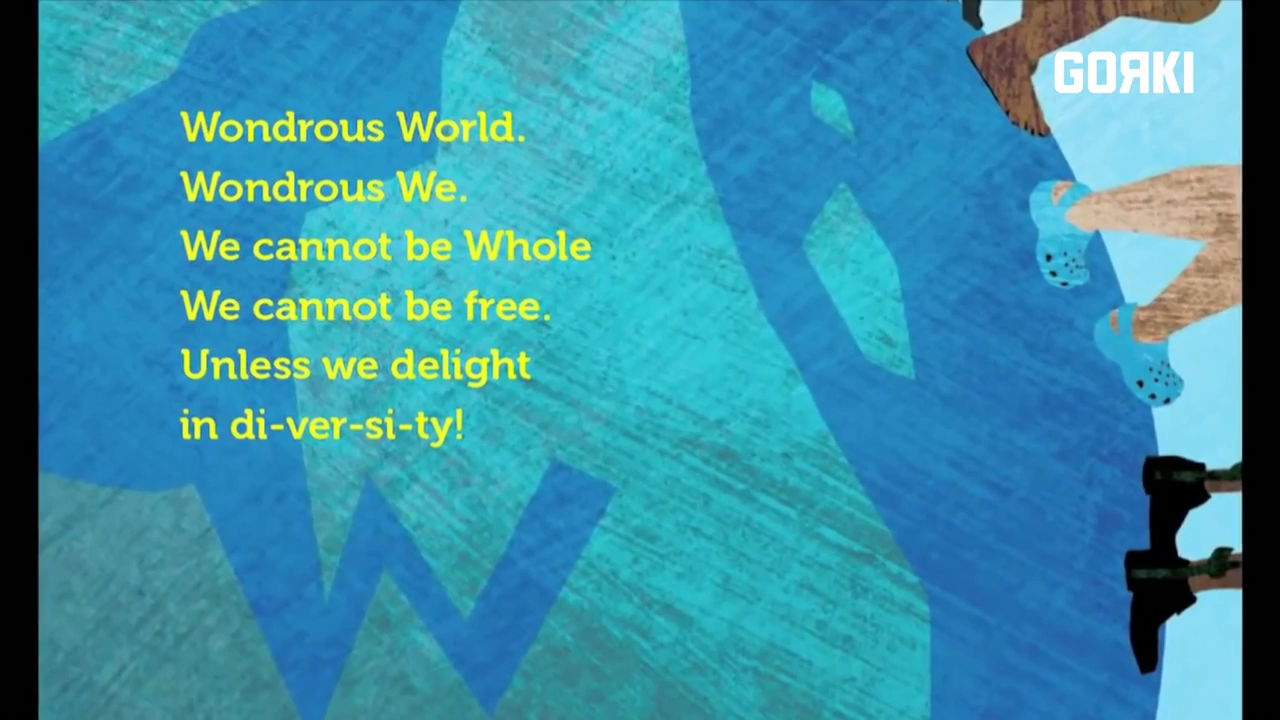 GOЯKI
Wondrous World.
Wondrous We.
We cannot be Whole
We cannot be free.
Unless we delight
in di-ver-si-ty!
W